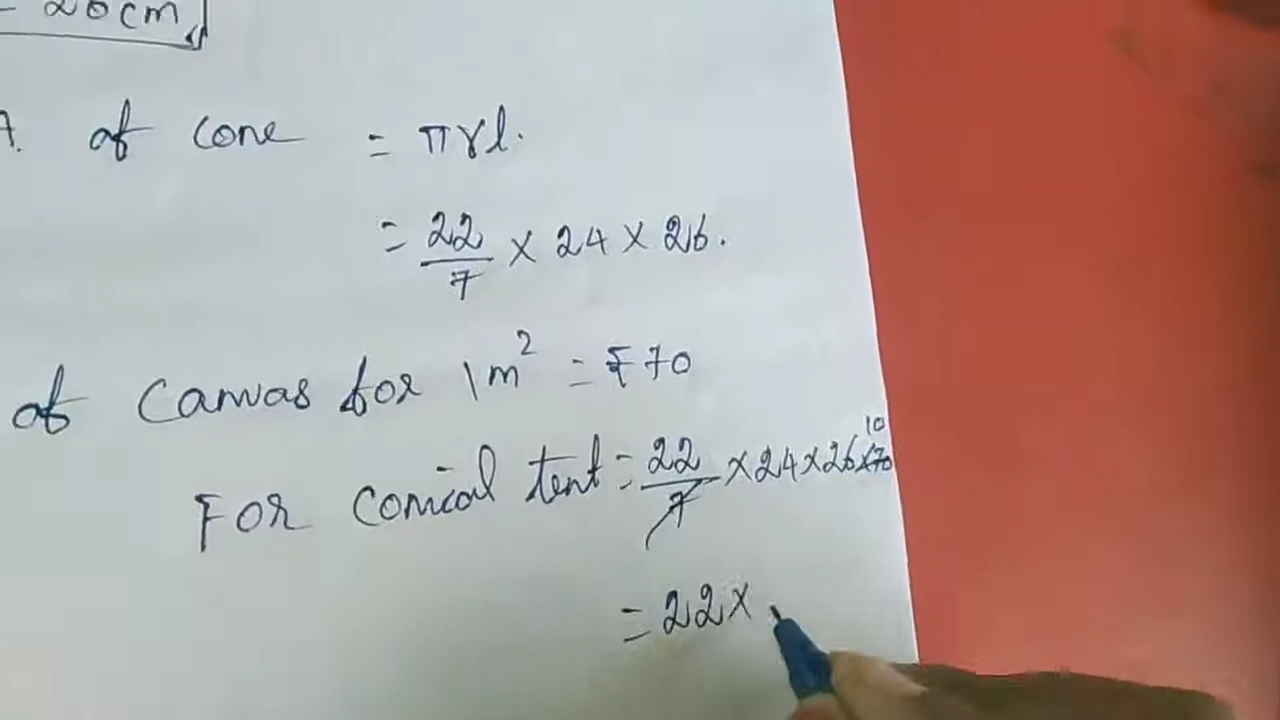 = 26cm
A. of cone = πrl.
= 22/7 × 24 × 26.
of Canvas for 1m² = ₹70
For conical tent = 22/7 × 24 × 26 × 70 10
= 22 ×